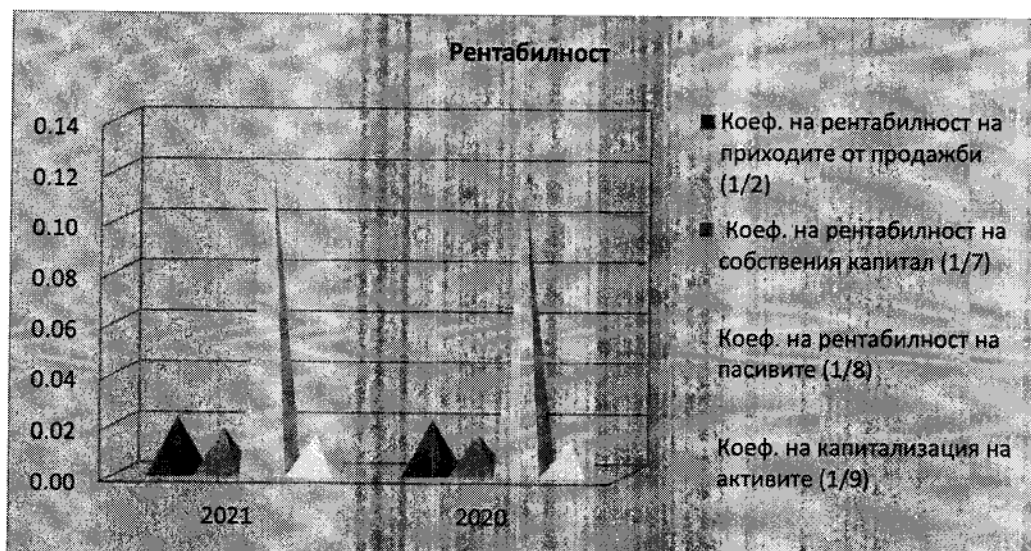 Рентабилност
0.14
0.12
0.10
0.08
0.06
0.04
0.02
0.00
2021
2020
Коеф. на рентабилност на
приходите от продажби
(1/2)
Коеф. на рентабилност на
собствения капитал (1/7)
Коеф. на рентабилност на
пасивите (1/8)
Коеф. на капитализация на
активите (1/9)